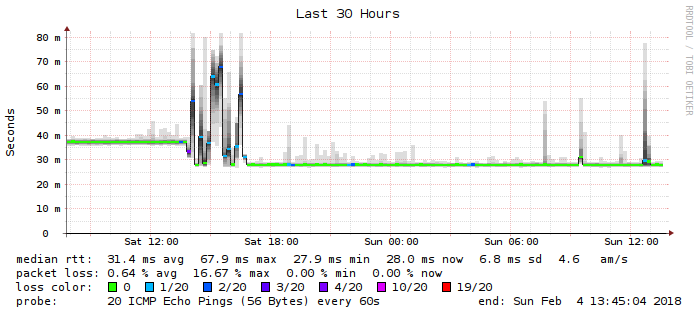 Last 30 Hours
RRDTOOL / TOBI OETIKER
Seconds
80 m
70 m
60 m
50 m
40 m
30 m
20 m
10 m
0
Sat 12:00 Sat 18:00 Sun 00:00 Sun 06:00 Sun 12:00
median rtt: 31.4 ms avg 67.9 ms max 27.9 ms min 28.0 ms now 6.8 ms sd 4.6 am/s
packet loss: 0.64 % avg 16.67 % max 0.00 % min 0.00 % now
loss color: 0 1/20 2/20 3/20 4/20 10/20 19/20
probe: 20 ICMP Echo Pings (56 Bytes) every 60s end: Sun Feb 4 13:45:04 2018